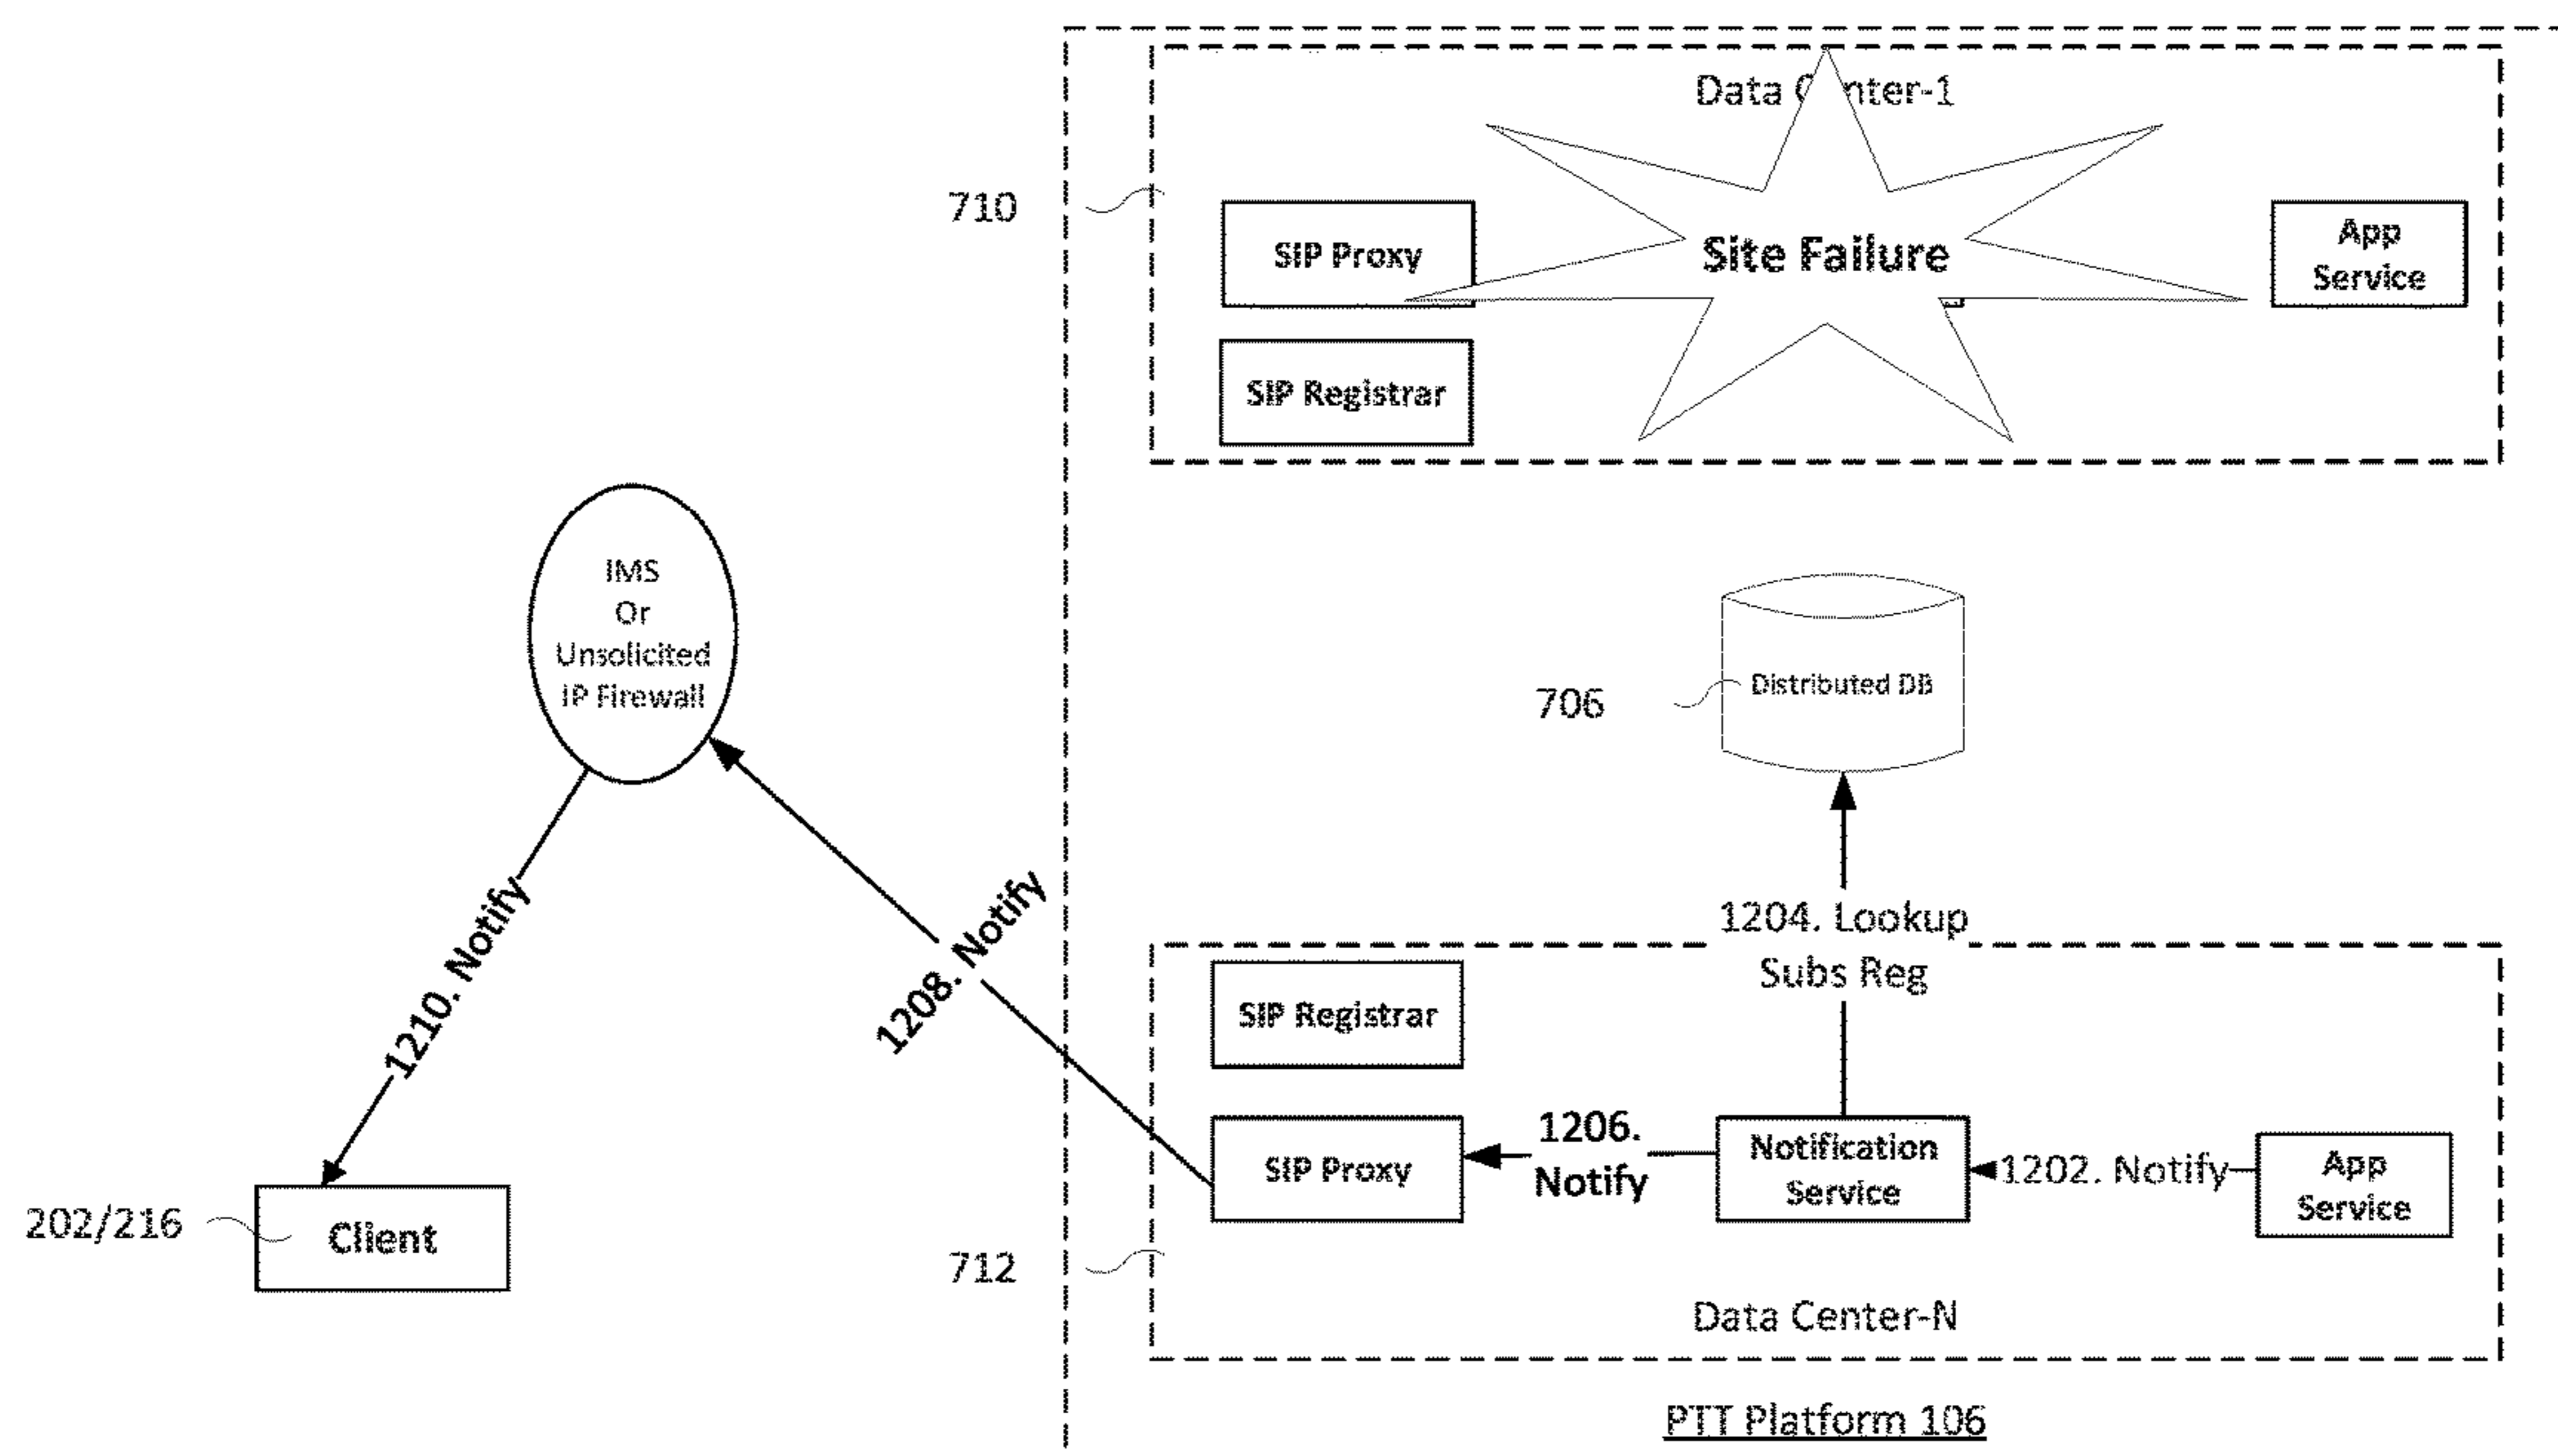 Data C nter-1
710
SIP Proxy
Site Failure
App
Service
SIP Registrar
IMS
Or
Unsolicited
IP Firewall
706
Distributed DB
1204. Lookup
Subs Reg
1210. Notify
1208. Notify
SIP Registrar
1206.
Notify
SIP Proxy
Notification
Service
1202. Notify
App
Service
202/216
Client
712
Data Center-N
PTT Platform 106